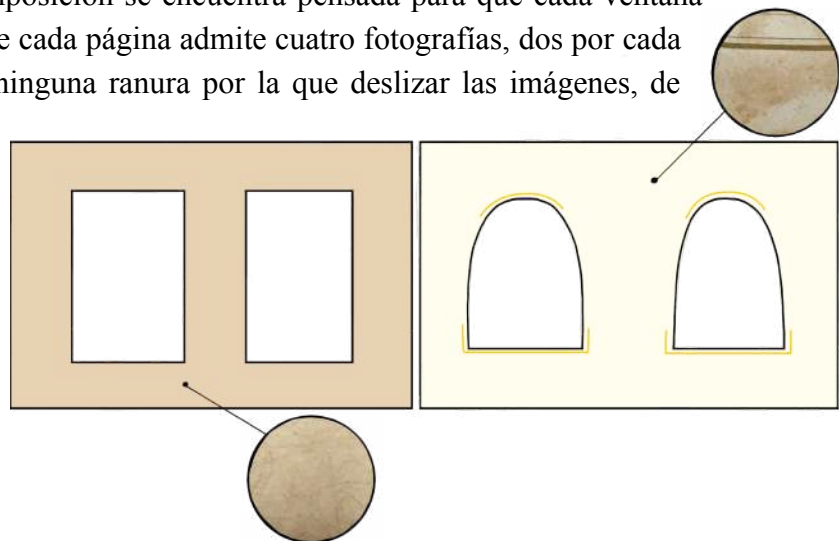 se encuentra pensada para que cada ventana
cada página admite cuatro fotografías, dos por cada
ninguna ranura por la que deslizar las imágenes, de